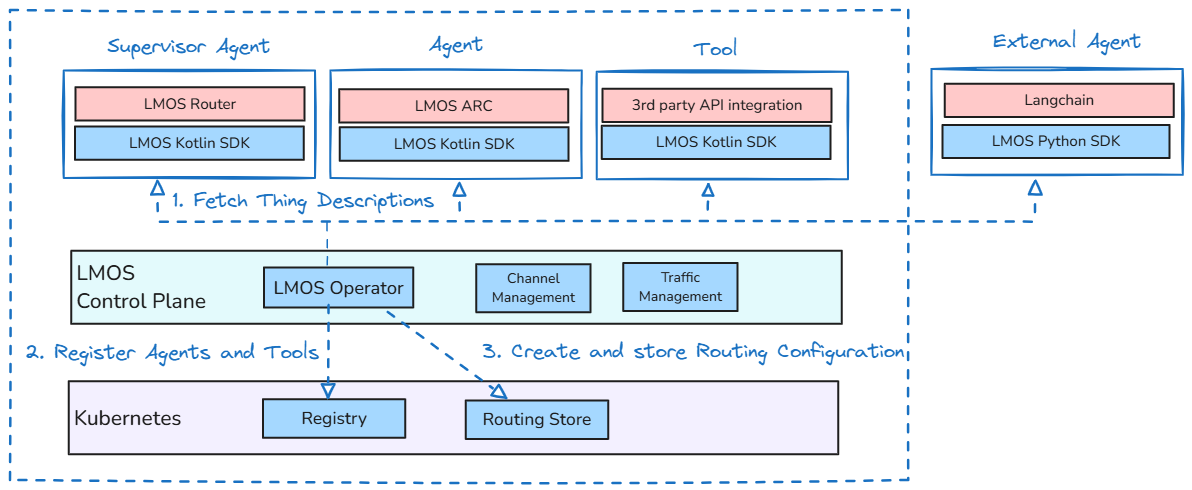 Supervisor Agent
Agent
Tool
External Agent
LMOS Router
LMOS Kotlin SDK
LMOS ARC
LMOS Kotlin SDK
3rd party API integration
LMOS Kotlin SDK
Langchain
LMOS Python SDK
1. Fetch Thing Descriptions
LMOS
Control Plane
LMOS Operator
Channel
Management
Traffic
Management
2. Register Agents and Tools
3. Create and store Routing Configuration
Kubernetes
Registry
Routing Store